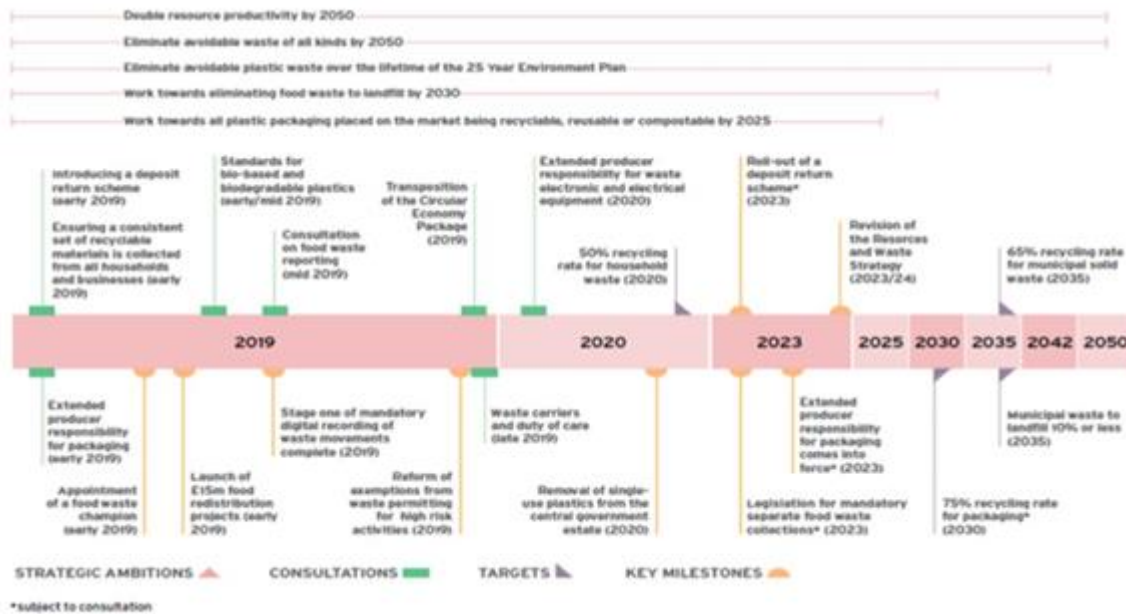 Double resource productivity by 2050
Eliminate avoidable waste of all kinds by 2050
Eliminate avoidable plastic waste over the lifetime of the 25 Year Environment Plan
Work towards eliminating food waste to landfill by 2030
Work towards all plastic packaging placed on the market being recyclable, reusable or compostable by 2025
Introducing a deposit
return scheme
(early 2019)
Ensuring a consistent
set of recyclable
materials is collected
from all households
and businesses (early
2019)
Standards for
bio-based and
biodegradable plastics
(early/mid 2019)
Consultation
on food waste
reporting
(mid 2019)
Transposition
of the Circular
Economy
Package
(2019)
Extended producer
responsibility for waste
electronic and electrical
equipment (2020)
50% recycling
rate for household
waste (2020)
Roll-out of a
deposit return
scheme*
(2023)
Revision of
the Resorces
and Waste
Strategy
(2023/24)
65% recycling rate
for municipal solid
waste (2035)
2019
2020
2023
2025
2030
2035
2042
2050
Extended
producer
responsibility
for packaging
(early 2019)
Appointment
of a food waste
champion
(early 2019)
Launch of
£15m food
redistribution
projects (early
2019)
Stage one of mandatory
digital recording of
waste movements
complete (2019)
Reform of
exemptions from
waste permitting
for high risk
activities (2019)
Waste carriers
and duty of care
(late 2019)
Removal of single-
use plastics from the
central government
estate (2020)
Extended
producer
responsibility
for packaging
comes into
force* (2023)
Legislation for mandatory
separate food waste
collections* (2023)
75% recycling rate
for packaging*
(2030)
Municipal waste to
landfill 10% or less
(2035)
STRATEGIC AMBITIONS
CONSULTATIONS
TARGETS
KEY MILESTONES
*subject to consultation